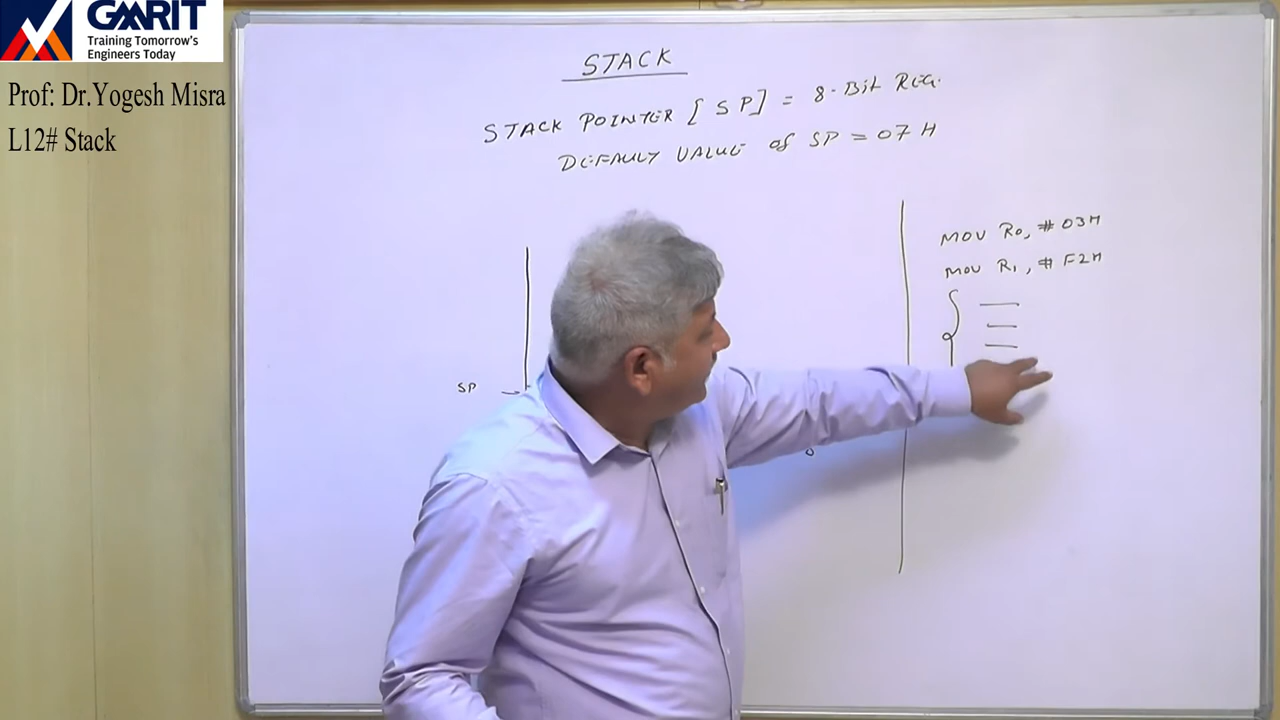 GMRIT
Training Tomorrow's
Engineers Today
Prof: Dr.Yogesh Misra
L12# Stack
STACK
STACK POINTER [SP] = 8-Bit REG.
DEFAULT VALUE of SP = 07H
MOV R0, #03H
MOV R1, #F2H
SP